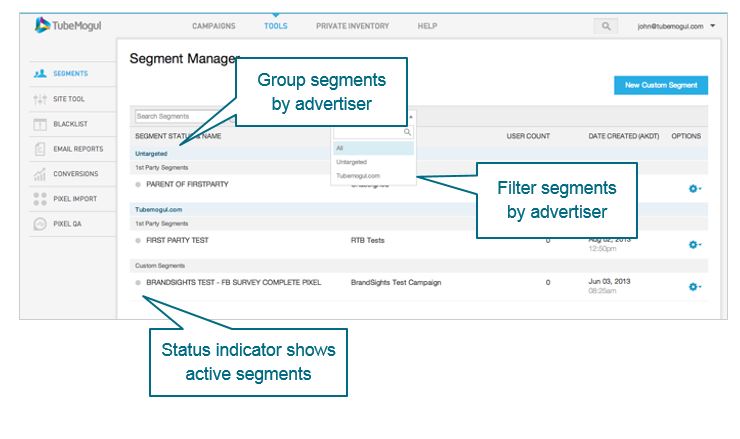 TubeMogul
CAMPAIGNS
TOOLS
PRIVATE INVENTORY
HELP
john@tubemogul.com
SEGMENTS
SITE TOOL
BLACKLIST
EMAIL REPORTS
CONVERSIONS
PIXEL IMPORT
PIXEL QA
Segment Manager
New Custom Segment
Group segments
by advertiser
Search Segments
SEGMENT STATUS & NAME
USER COUNT
DATE CREATED (AKDT)
OPTIONS
All
Untargeted
Tubemogul.com
Untargeted
1st Party Segments
PARENT OF FIRSTPARTY
Filter segments
by advertiser
Tubemogul.com
1st Party Segments
FIRST PARTY TEST
RTB Tests
0
Aug 02, 2013
12:50pm
Custom Segments
BRANDSIGHTS TEST - FB SURVEY COMPLETE PIXEL
BrandSights Test Campaign
0
Jun 03, 2013
08:25am
Status indicator shows
active segments